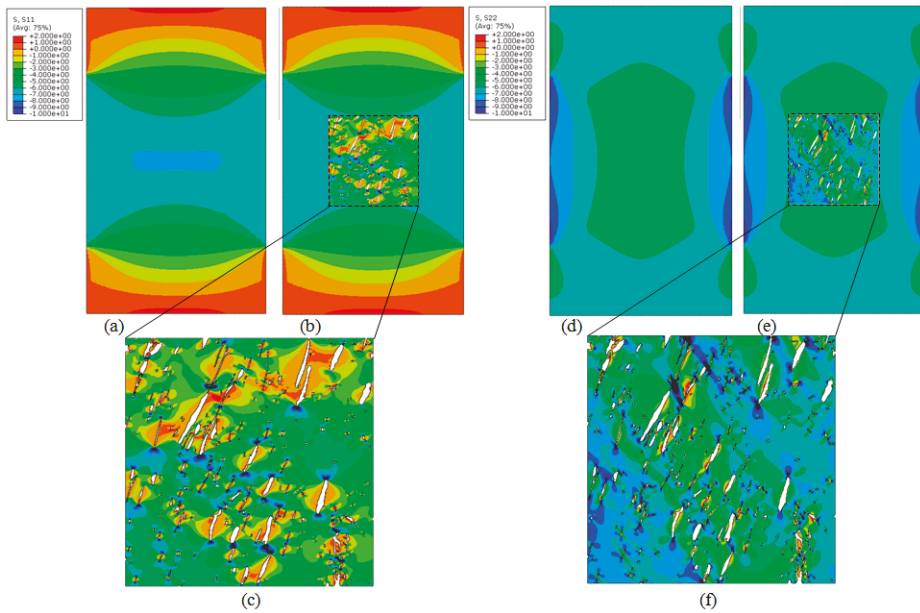 S, S11
(Avg: 75%)
+2.000e+00
+1.000e+00
+0.000e+00
-1.000e+00
-2.000e+00
-3.000e+00
-4.000e+00
-5.000e+00
-6.000e+00
-7.000e+00
-8.000e+00
-9.000e+00
-1.000e+01
(a)
(b)
(c)
S, S22
(Avg: 75%)
+2.000e+00
+1.000e+00
+0.000e+00
-1.000e+00
-2.000e+00
-3.000e+00
-4.000e+00
-5.000e+00
-6.000e+00
-7.000e+00
-8.000e+00
-9.000e+00
-1.000e+01
(d)
(e)
(f)